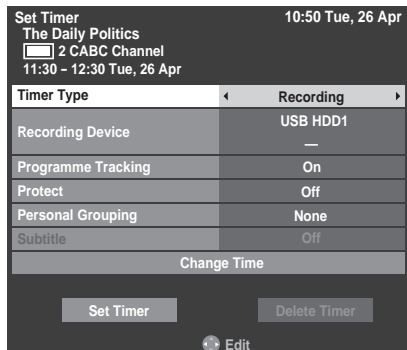 Set Timer 10:50 Tue, 26 Apr
The Daily Politics
2 CABC Channel
11:30 - 12:30 Tue, 26 Apr
Timer Type Recording
Recording Device USB HDD1
—
Programme Tracking On
Protect Off
Personal Grouping None
Subtitle Off
Change Time
Set Timer Delete Timer
Edit